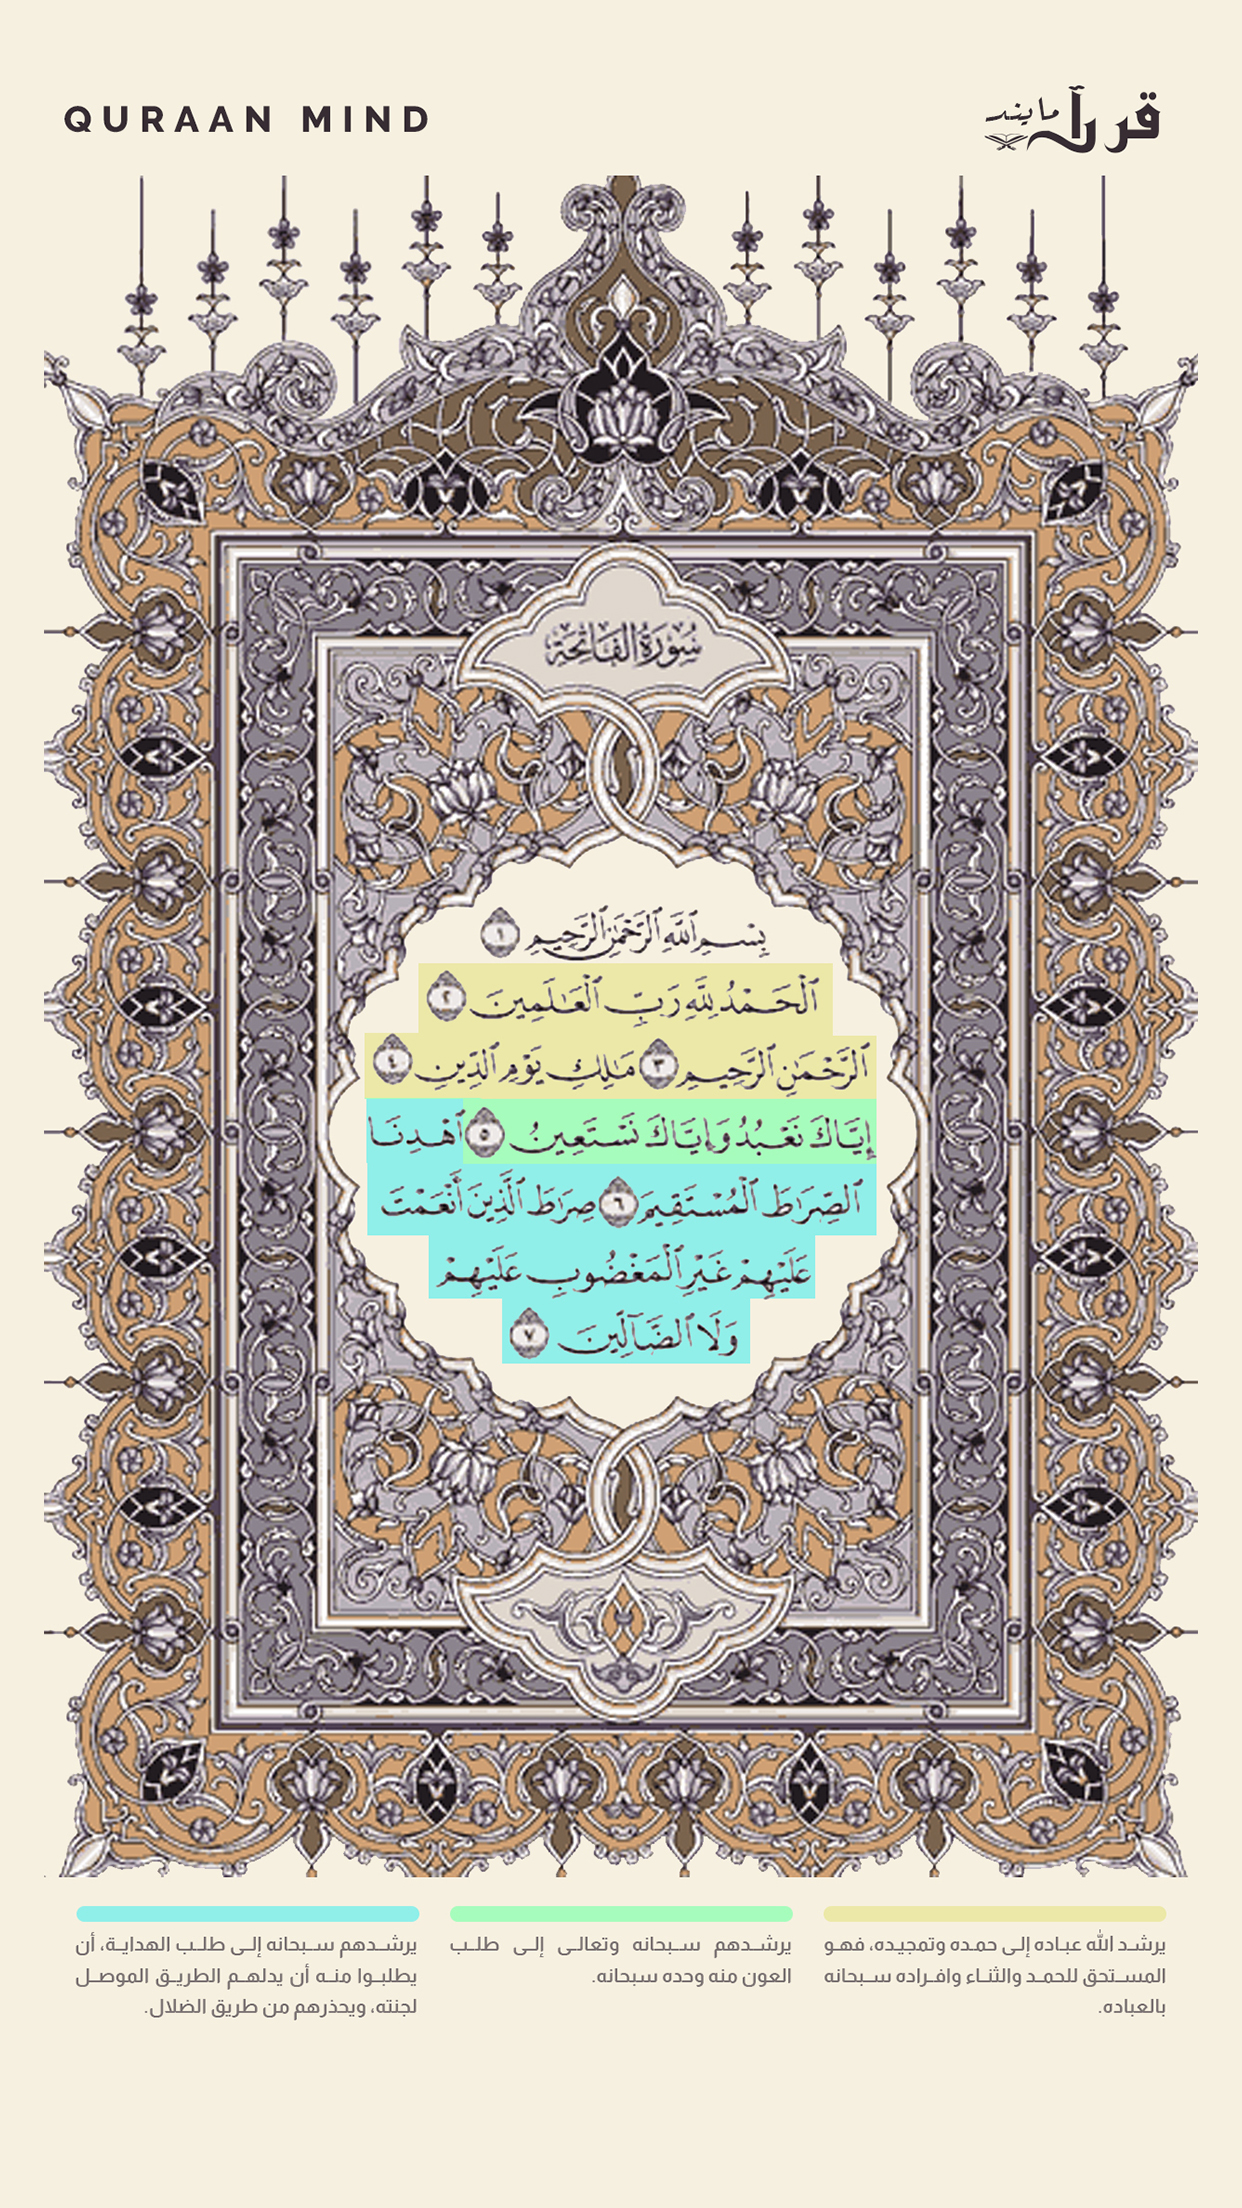 QURAAN MIND
قرآن مايند
سُورَةُ الفَاتِحَة
بِسْمِ ٱللَّهِ ٱلرَّحْمَٰنِ ٱلرَّحِيمِ ١
ٱلْحَمْدُ لِلَّهِ رَبِّ ٱلْعَٰلَمِينَ ٢
ٱلرَّحْمَٰنِ ٱلرَّحِيمِ ٣ مَٰلِكِ يَوْمِ ٱلدِّينِ ٤
إِيَّاكَ نَعْبُدُ وَإِيَّاكَ نَسْتَعِينُ ٥ ٱهْدِنَا
ٱلصِّرَٰطَ ٱلْمُسْتَقِيمَ ٦ صِرَٰطَ ٱلَّذِينَ أَنْعَمْتَ
عَلَيْهِمْ غَيْرِ ٱلْمَغْضُوبِ عَلَيْهِمْ
وَلَا ٱلضَّآلِّينَ ٧
يرشد الله عباده إلى حمده وتمجيده، فهو
المستحق للحمد والثناء وافراده سبحانه
بالعباده.
يرشدهم سبحانه وتعالى إلى طلب
العون منه وحده سبحانه.
يرشدهم سبحانه إلى طلب الهداية، أن
يطلبوا منه أن يدلهم الطريق الموصل
لجنته، ويحذرهم من طريق الضلال.